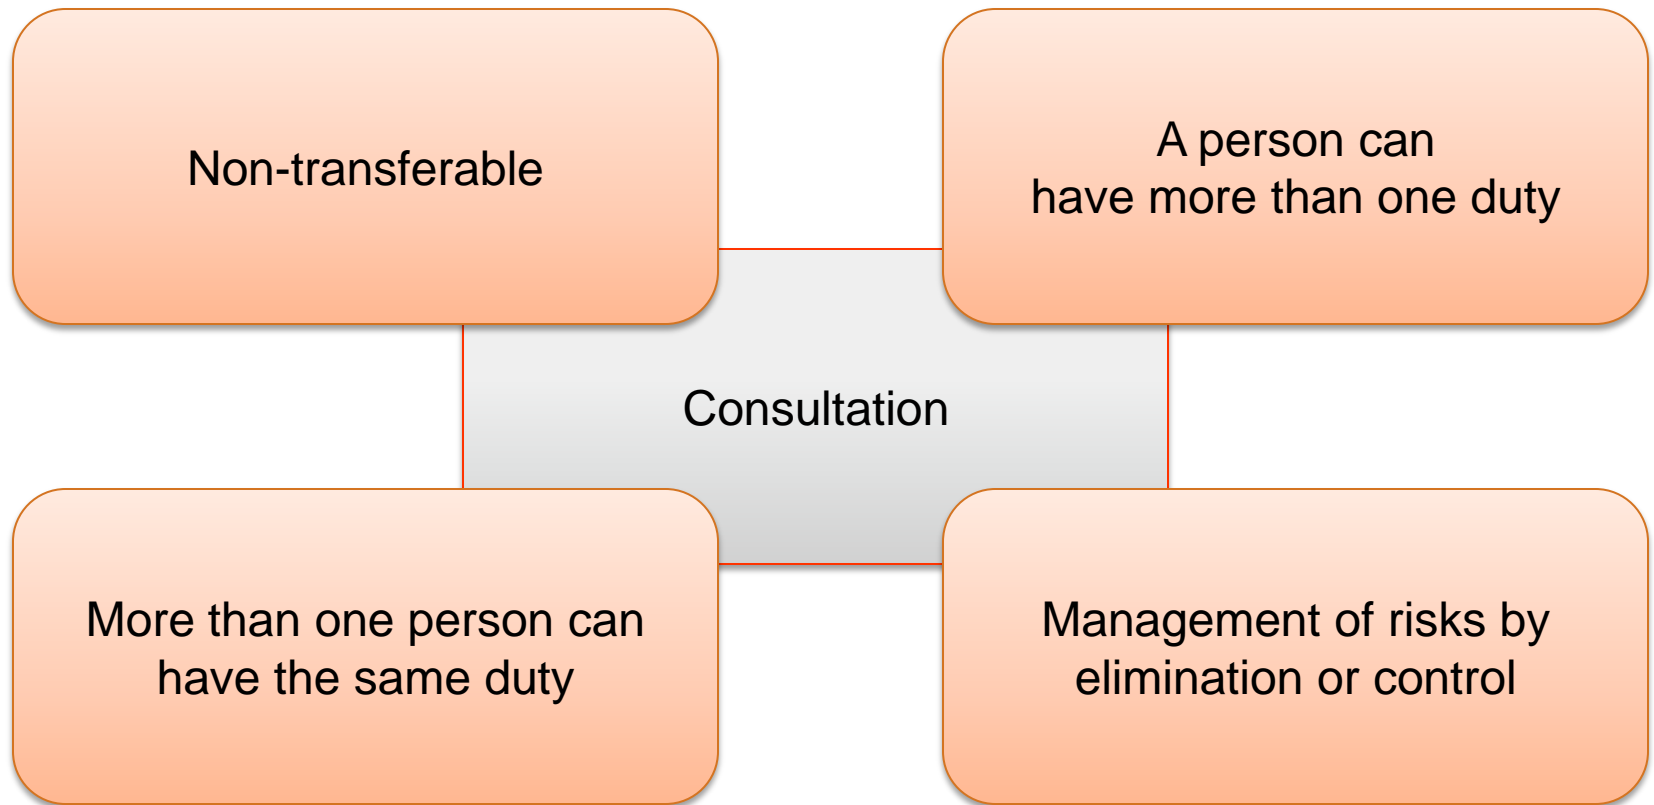 Non-transferable
A person can
have more than one duty
Consultation
More than one person can
have the same duty
Management of risks by
elimination or control